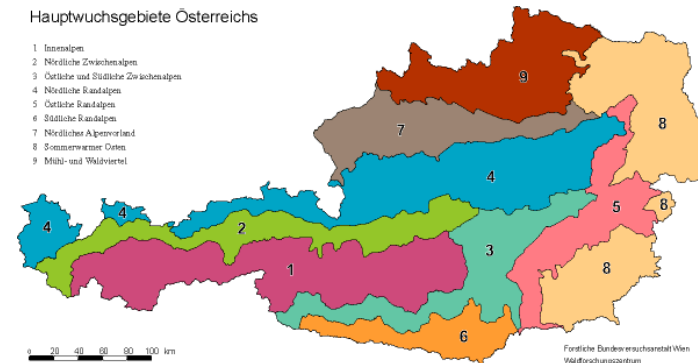 Hauptwuchsgebiete Österreichs
1 Innenalpen
2 Nördliche Zwischenalpen
3 Östliche und Südliche Zwischenalpen
4 Nördliche Randalpen
5 Östliche Randalpen
6 Südliche Randalpen
7 Nördliches Alpenvorland
8 Sommerwarmer Osten
9 Mühl- und Waldviertel
9
7
8
4
4
4
8
5
2
3
8
1
6
0 20 40 60 80 100 km
Forstliche Bundesversuchsanstalt Wien
Waldforschungszentrum